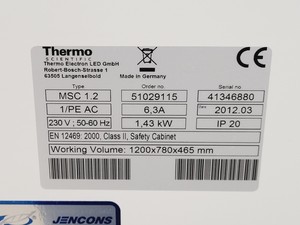 Thermo
SCIENTIFIC
Thermo Electron LED GmbH
Robert-Bosch-Strasse 1
63505 Langenselbold
Made in Germany
CE
Type Order no Serial no
MSC 1.2 51029115 41346880
1/PE AC 6,3A 2012.03
230 V ; 50-60 Hz 1,43 kW IP 20
EN 12469: 2000, Class II, Safety Cabinet
Working Volume: 1200x780x465 mm
JENCONS